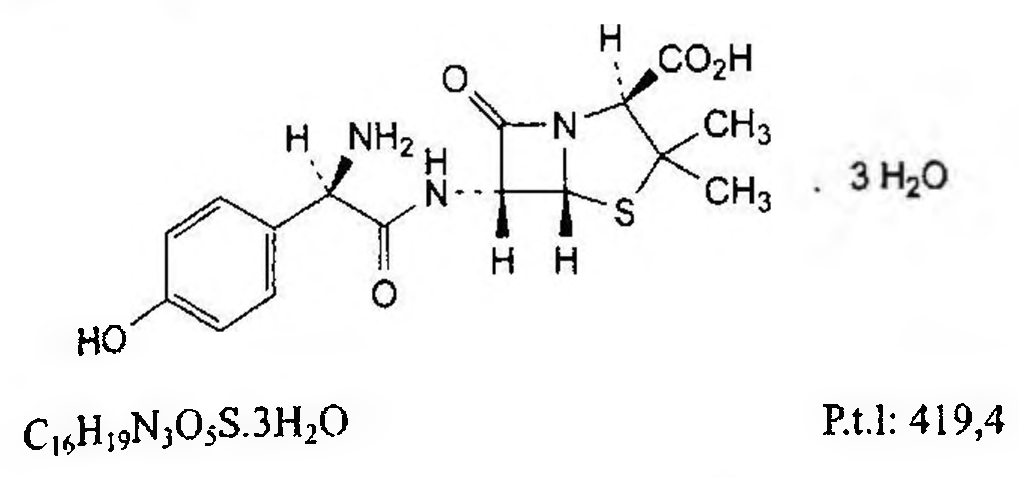 H
CO₂H
O
N
CH₃
H
NH₂
H
N
CH₃
. 3 H₂O
S
H
H
O
HO
C₁₆H₁₉N₃O₅S.3H₂O
P.t.l: 419,4